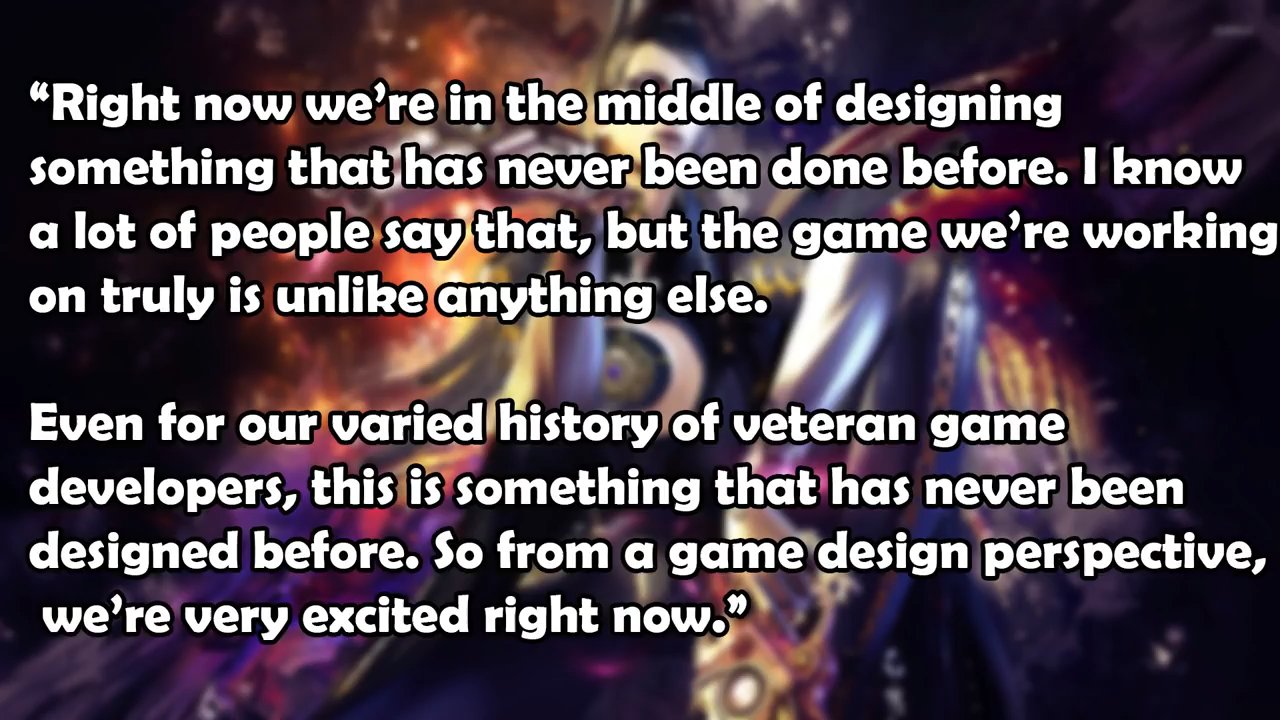 “Right now we’re in the middle of designing
something that has never been done before. I know
a lot of people say that, but the game we’re working
on truly is unlike anything else.
Even for our varied history of veteran game
developers, this is something that has never been
designed before. So from a game design perspective,
we’re very excited right now.”